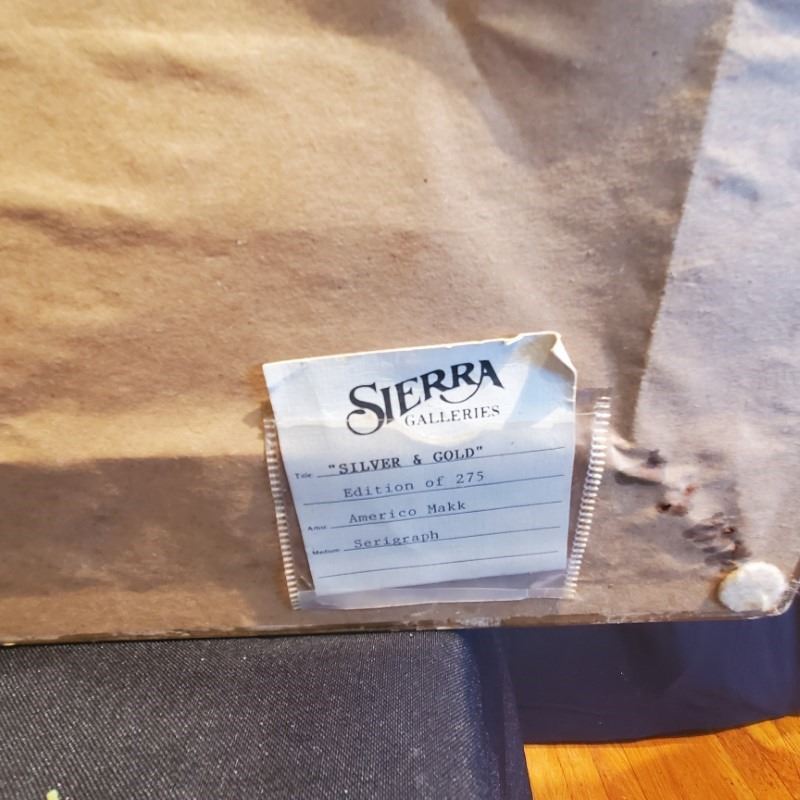 SIERRA
GALLERIES
Title "SILVER & GOLD"
Edition of 275
Artist Americo Makk
Medium Serigraph